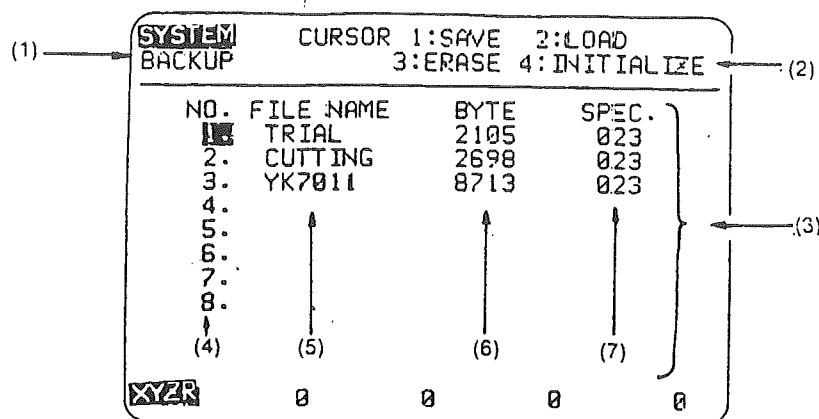 SYSTEM CURSOR 1:SAVE 2:LOAD
(1) BACKUP 3:ERASE 4:INITIALIZE (2)
NO. FILE NAME BYTE SPEC.
1. TRIAL 2105 023
2. CUTTING 2698 023
3. YK7011 8713 023
4.
(3)
5.
6.
7.
8.
(4) (5) (6) (7)
XYZR 0 0 0 0